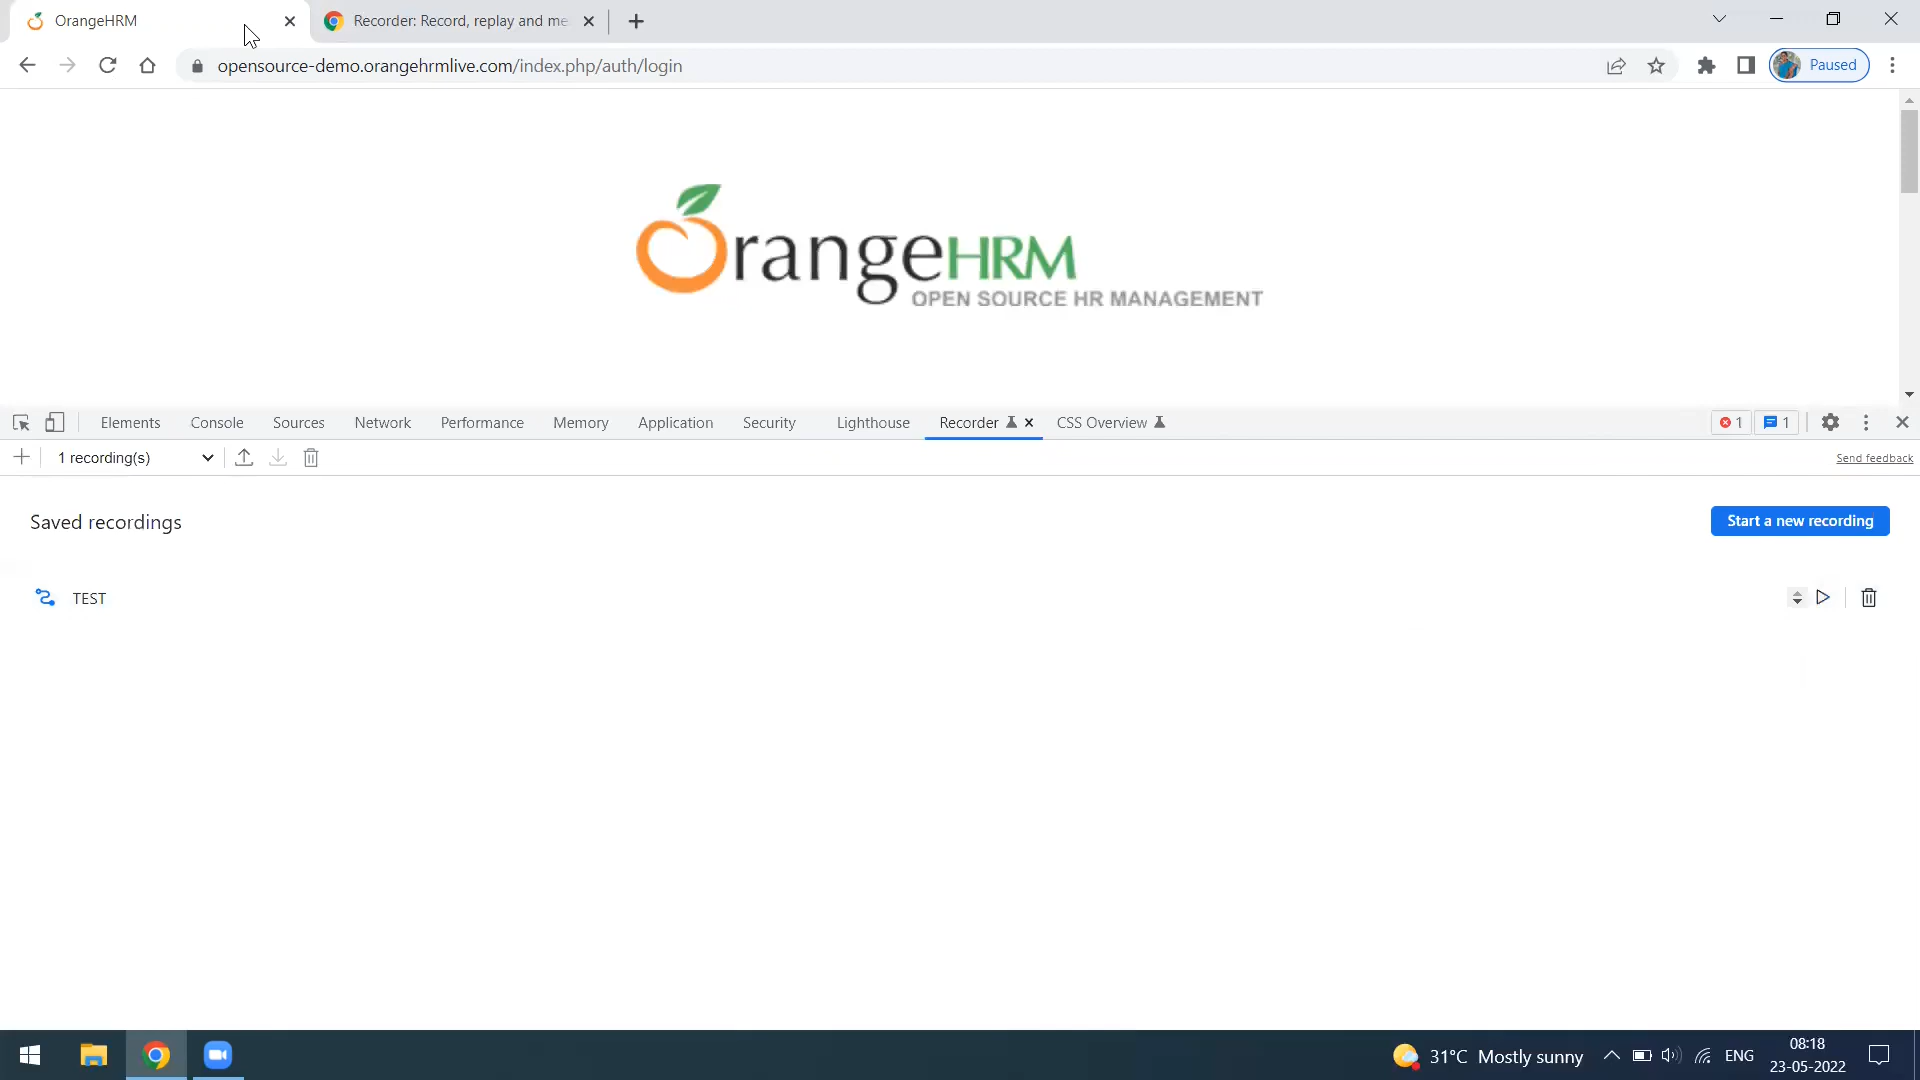 OrangeHRM
Recorder: Record, replay and me
opensource-demo.orangehrmlive.com/index.php/auth/login
Paused
OrangeHRM
OPEN SOURCE HR MANAGEMENT
Elements Console Sources Network Performance Memory Application Security Lighthouse Recorder CSS Overview 1 1
1 recording(s)
Send feedback
Saved recordings
Start a new recording
TEST
31°C Mostly sunny
ENG
08:18
23-05-2022